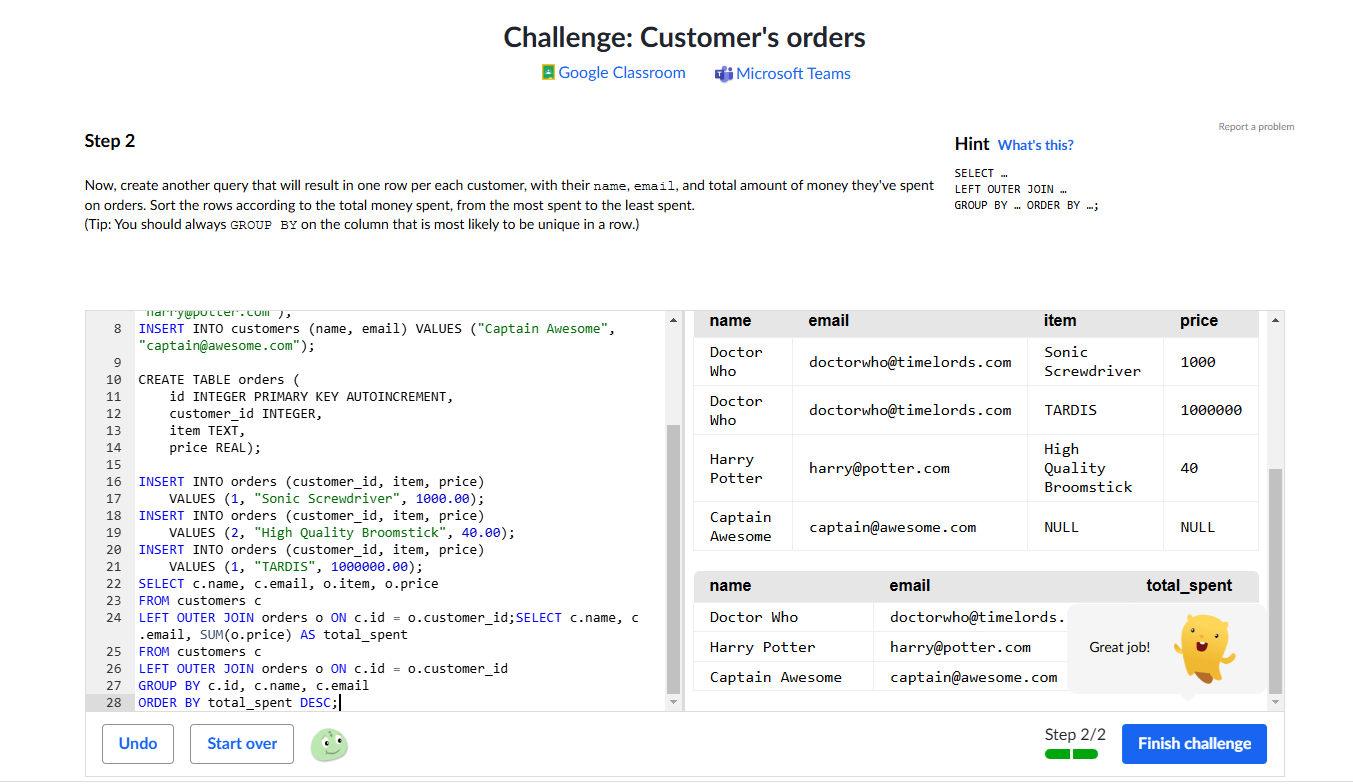 Challenge: Customer's orders
Google Classroom
Microsoft Teams
Report a problem
Step 2
Hint What's this?
Now, create another query that will result in one row per each customer, with their name, email, and total amount of money they've spent
on orders. Sort the rows according to the total money spent, from the most spent to the least spent.
(Tip: You should always GROUP BY on the column that is most likely to be unique in a row.)
SELECT …
LEFT OUTER JOIN …
GROUP BY … ORDER BY …;
"harry@potter.com");
8 INSERT INTO customers (name, email) VALUES ("Captain Awesome",
"captain@awesome.com");
9
10 CREATE TABLE orders (
11 id INTEGER PRIMARY KEY AUTOINCREMENT,
12 customer_id INTEGER,
13 item TEXT,
14 price REAL);
15
16 INSERT INTO orders (customer_id, item, price)
17 VALUES (1, "Sonic Screwdriver", 1000.00);
18 INSERT INTO orders (customer_id, item, price)
19 VALUES (2, "High Quality Broomstick", 40.00);
20 INSERT INTO orders (customer_id, item, price)
21 VALUES (1, "TARDIS", 1000000.00);
22 SELECT c.name, c.email, o.item, o.price
23 FROM customers c
24 LEFT OUTER JOIN orders o ON c.id = o.customer_id;SELECT c.name, c
.email, SUM(o.price) AS total_spent
25 FROM customers c
26 LEFT OUTER JOIN orders o ON c.id = o.customer_id
27 GROUP BY c.id, c.name, c.email
28 ORDER BY total_spent DESC;
name email item price
Doctor
Who
doctorwho@timelords.com
Sonic
Screwdriver
1000
Doctor
Who
doctorwho@timelords.com
TARDIS
1000000
Harry
Potter
harry@potter.com
High
Quality
Broomstick
40
Captain
Awesome
captain@awesome.com
NULL
NULL
name email total_spent
Doctor Who doctorwho@timelords.
Harry Potter harry@potter.com
Captain Awesome captain@awesome.com
Great job!
Undo
Start over
Step 2/2
Finish challenge